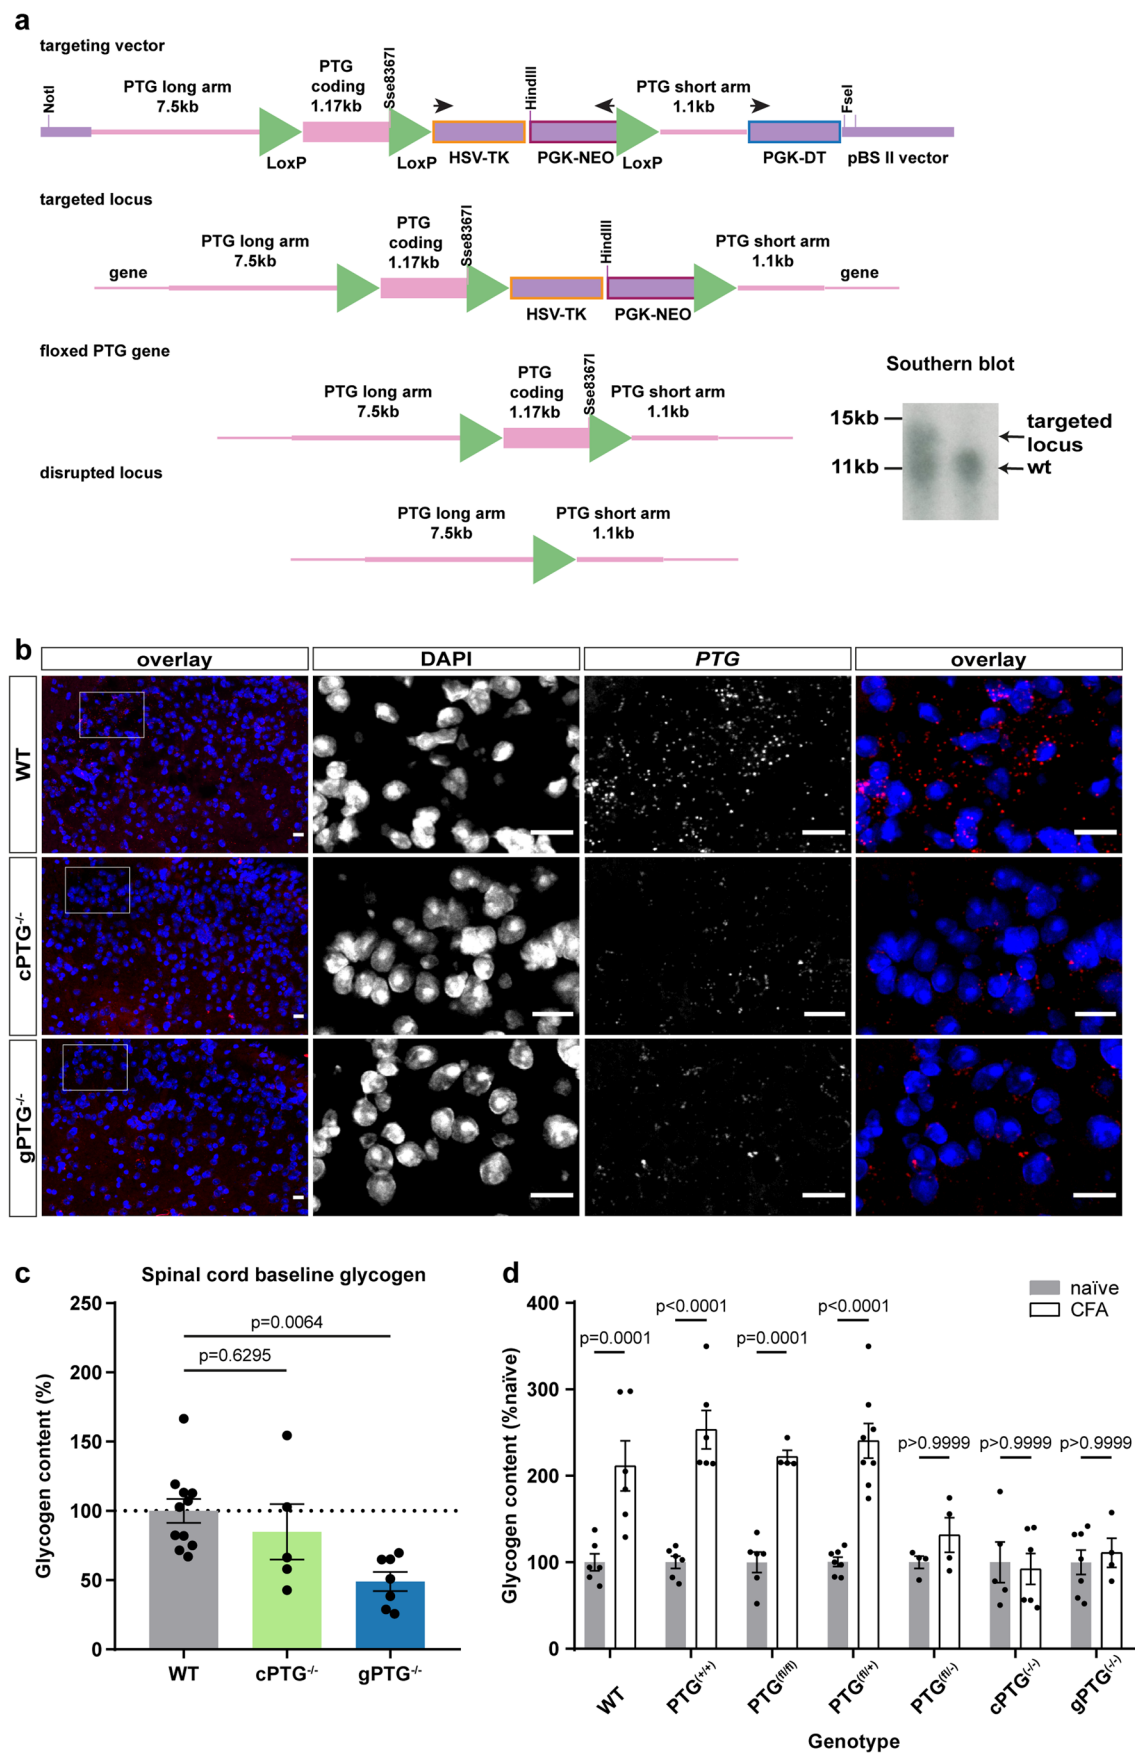 a
targeting vector
NotI
PTG long arm
7.5kb
PTG
coding
1.17kb
Sse8367I
HindIII
PTG short arm
1.1kb
FseI
LoxP
LoxP
HSV-TK
PGK-NEO
LoxP
PGK-DT
pBS II vector
targeted locus
gene
PTG long arm
7.5kb
PTG
coding
1.17kb
Sse8367I
HindIII
PTG short arm
1.1kb
gene
HSV-TK
PGK-NEO
floxed PTG gene
PTG long arm
7.5kb
PTG
coding
1.17kb
Sse8367I
PTG short arm
1.1kb
Southern blot
15kb
11kb
targeted
locus
wt
disrupted locus
PTG long arm
7.5kb
PTG short arm
1.1kb
b
overlay
DAPI
PTG
overlay
WT
cPTG-/-
gPTG-/-
c
Spinal cord baseline glycogen
Glycogen content (%)
250
200
150
100
50
0
p=0.0064
p=0.6295
WT
cPTG-/-
gPTG-/-
d
naïve
CFA
Glycogen content (%naïve)
400
300
200
100
0
p=0.0001
p<0.0001
p=0.0001
p<0.0001
p>0.9999
p>0.9999
p>0.9999
WT
PTG(+/+)
PTG(fl/fl)
PTG(fl/+)
PTG(fl/-)
cPTG(-/-)
gPTG(-/-)
Genotype